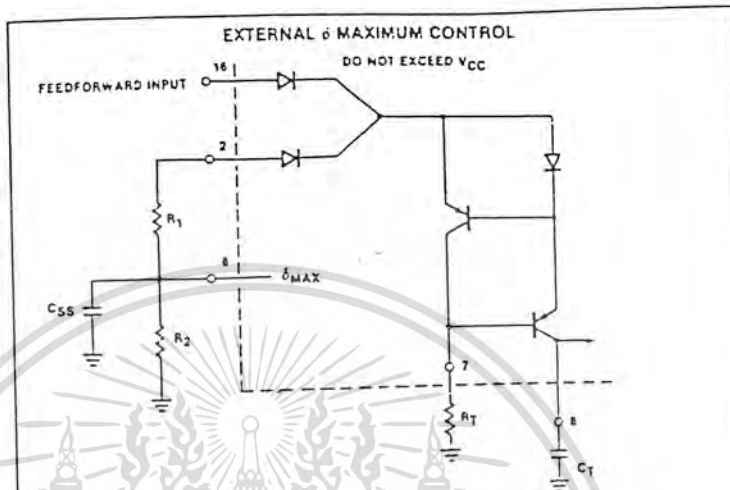 EXTERNAL δ MAXIMUM CONTROL
DO NOT EXCEED VCC
16
FEEDFORWARD INPUT
2
R1
6
δMAX
CSS
R2
7
RT
8
CT